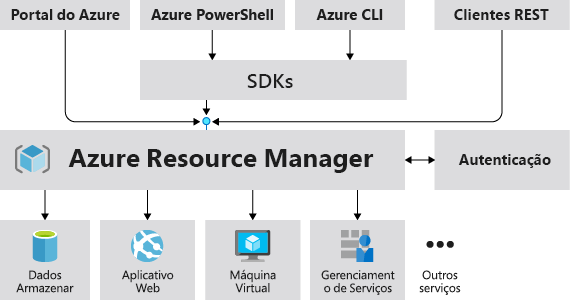 Portal do Azure
Azure PowerShell
Azure CLI
Clientes REST
SDKs
Azure Resource Manager
Autenticação
Dados
Armazenar
Aplicativo
Web
Máquina
Virtual
Gerenciament
o de Serviços
Outros
serviços